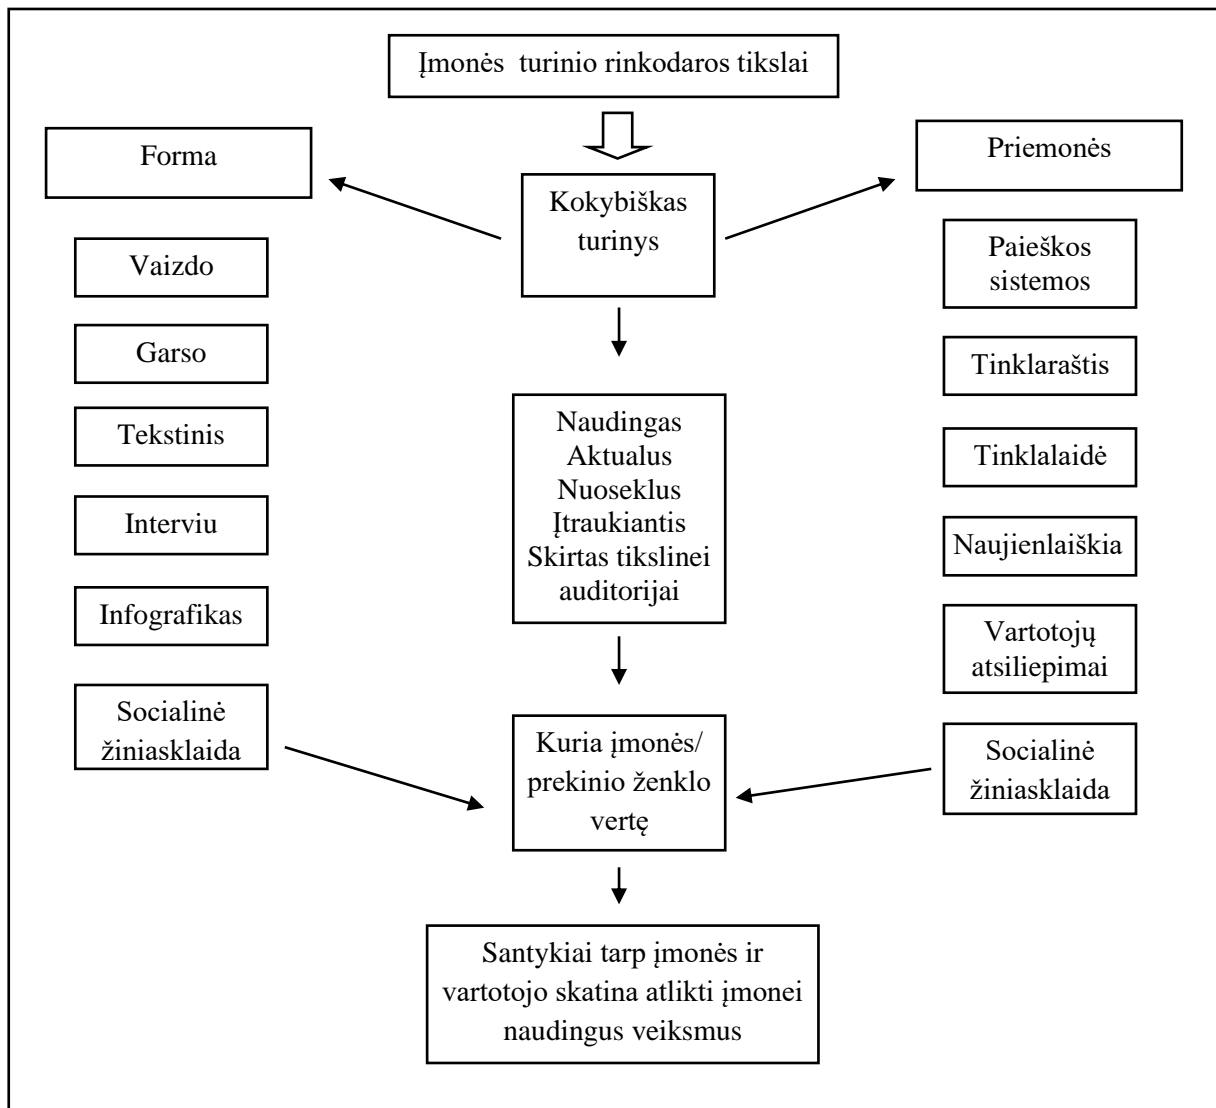 Įmonės turinio rinkodaros tikslai
Forma
Priemonės
Kokybiškas
turinys
Vaizdo
Garso
Tekstinis
Interviu
Infografikas
Socialinė
žiniasklaida
Naudingas
Aktualus
Nuoseklus
Įtraukiantis
Skirtas tikslinei
auditorijai
Paieškos
sistemos
Tinklaraštis
Tinklalaidė
Naujienlaiškia
Vartotojų
atsiliepimai
Socialinė
žiniasklaida
Kuria įmonės/
prekinio ženklo
vertę
Santykiai tarp įmonės ir
vartotojo skatina atlikti įmonei
naudingus veiksmus